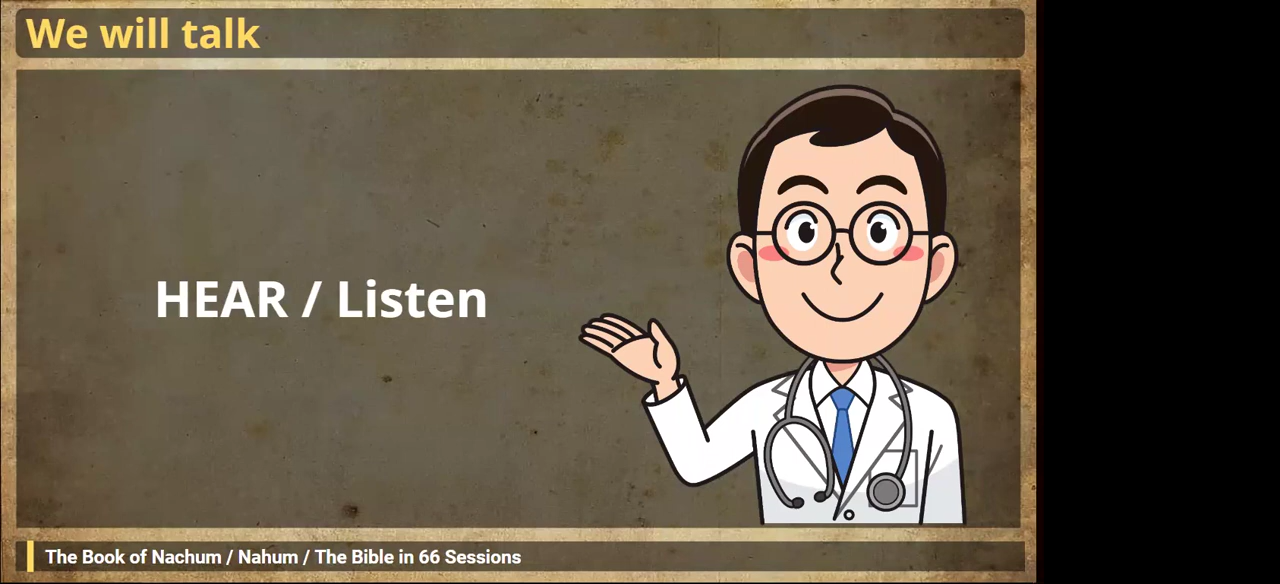 We will talk
HEAR / Listen
The Book of Nachum / Nahum / The Bible in 66 Sessions